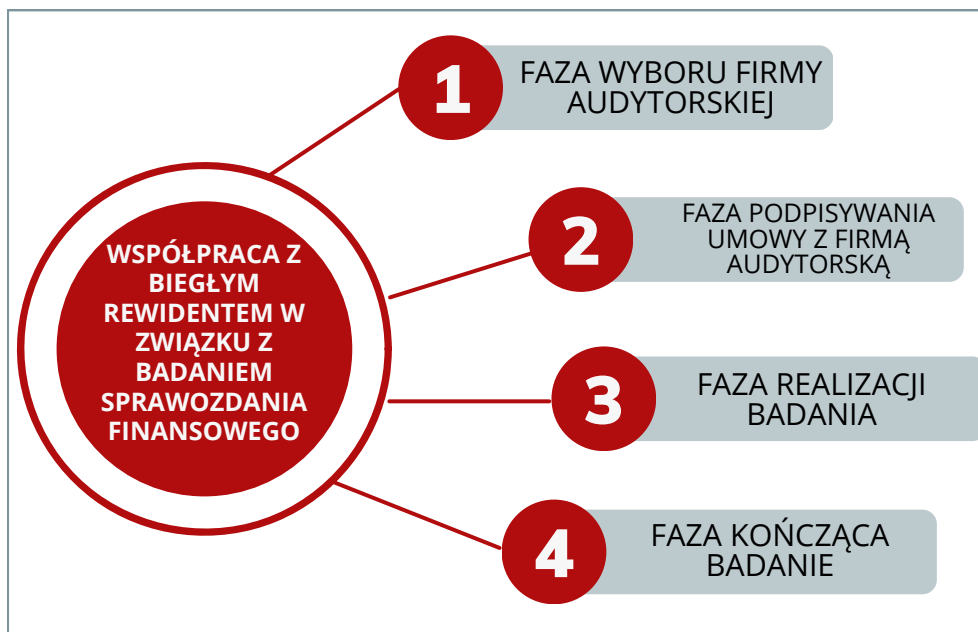 WSPÓŁPRACA Z
BIEGŁYM
REWIDENTEM W
ZWIĄZKU Z
BADANIEM
SPRAWOZDANIA
FINANSOWEGO
1
FAZA WYBORU FIRMY
AUDYTORSKIEJ
2
FAZA PODPISYWANIA
UMOWY Z FIRMĄ
AUDYTORSKĄ
3
FAZA REALIZACJI
BADANIA
4
FAZA KOŃCZĄCA
BADANIE